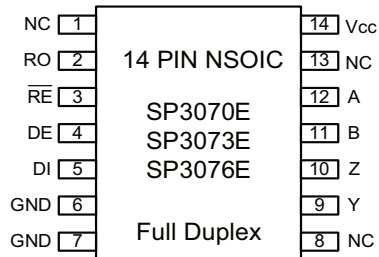 NC 1 14 Vcc
RO 2 14 PIN NSOIC 13 NC
RE 3 12 A
SP3070E
DE 4 SP3073E 11 B
DI 5 SP3076E 10 Z
GND 6 9 Y
GND 7 Full Duplex 8 NC